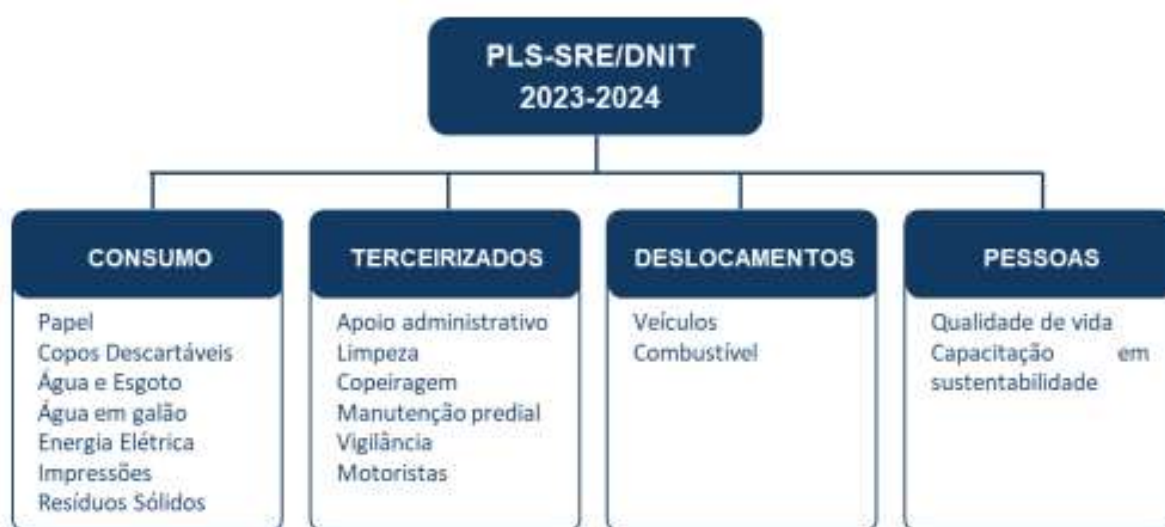 PLS-SRE/DNIT
2023-2024
CONSUMO
Papel
Copos Descartáveis
Água e Esgoto
Água em galão
Energia Elétrica
Impressões
Resíduos Sólidos
TERCEIRIZADOS
Apoio administrativo
Limpeza
Copeiragem
Manutenção predial
Vigilância
Motoristas
DESLOCAMENTOS
Veículos
Combustível
PESSOAS
Qualidade de vida
Capacitação em
sustentabilidade